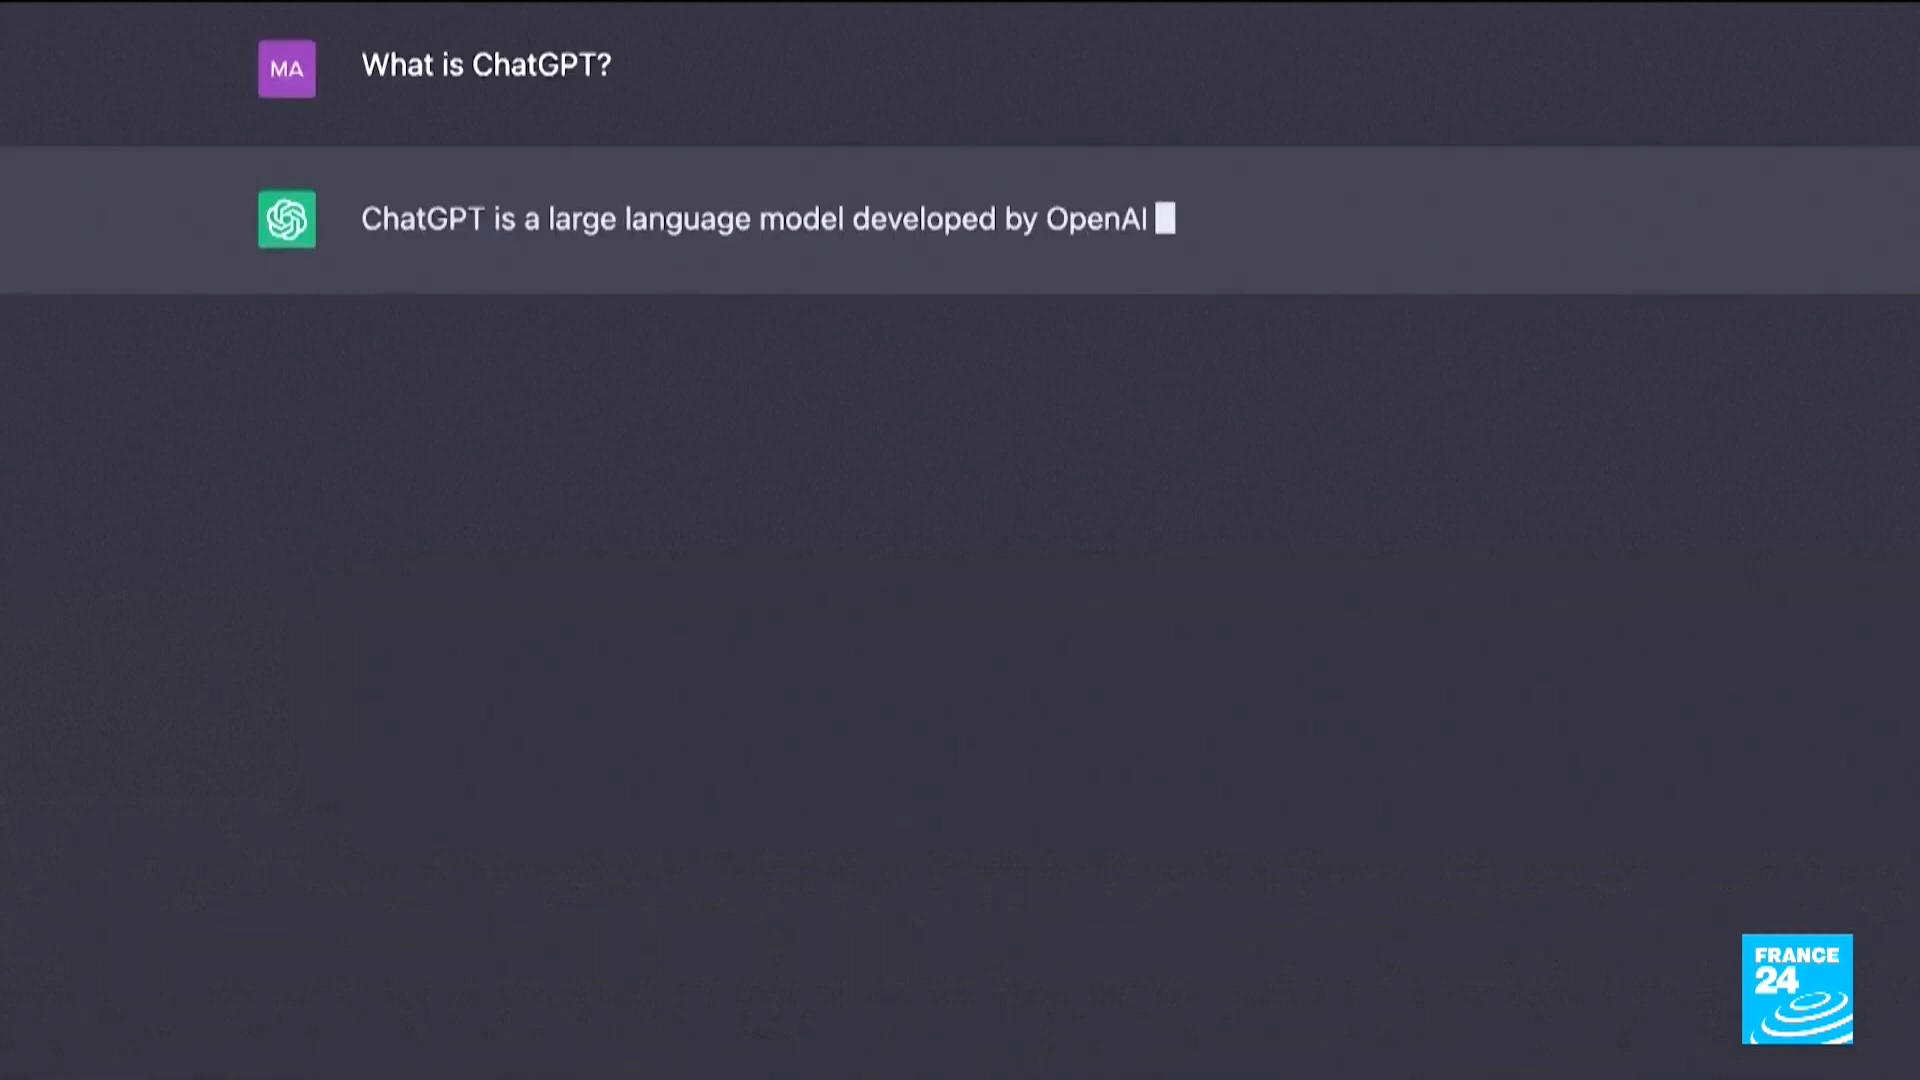 MA
What is ChatGPT?
ChatGPT is a large language model developed by OpenAI
FRANCE
24